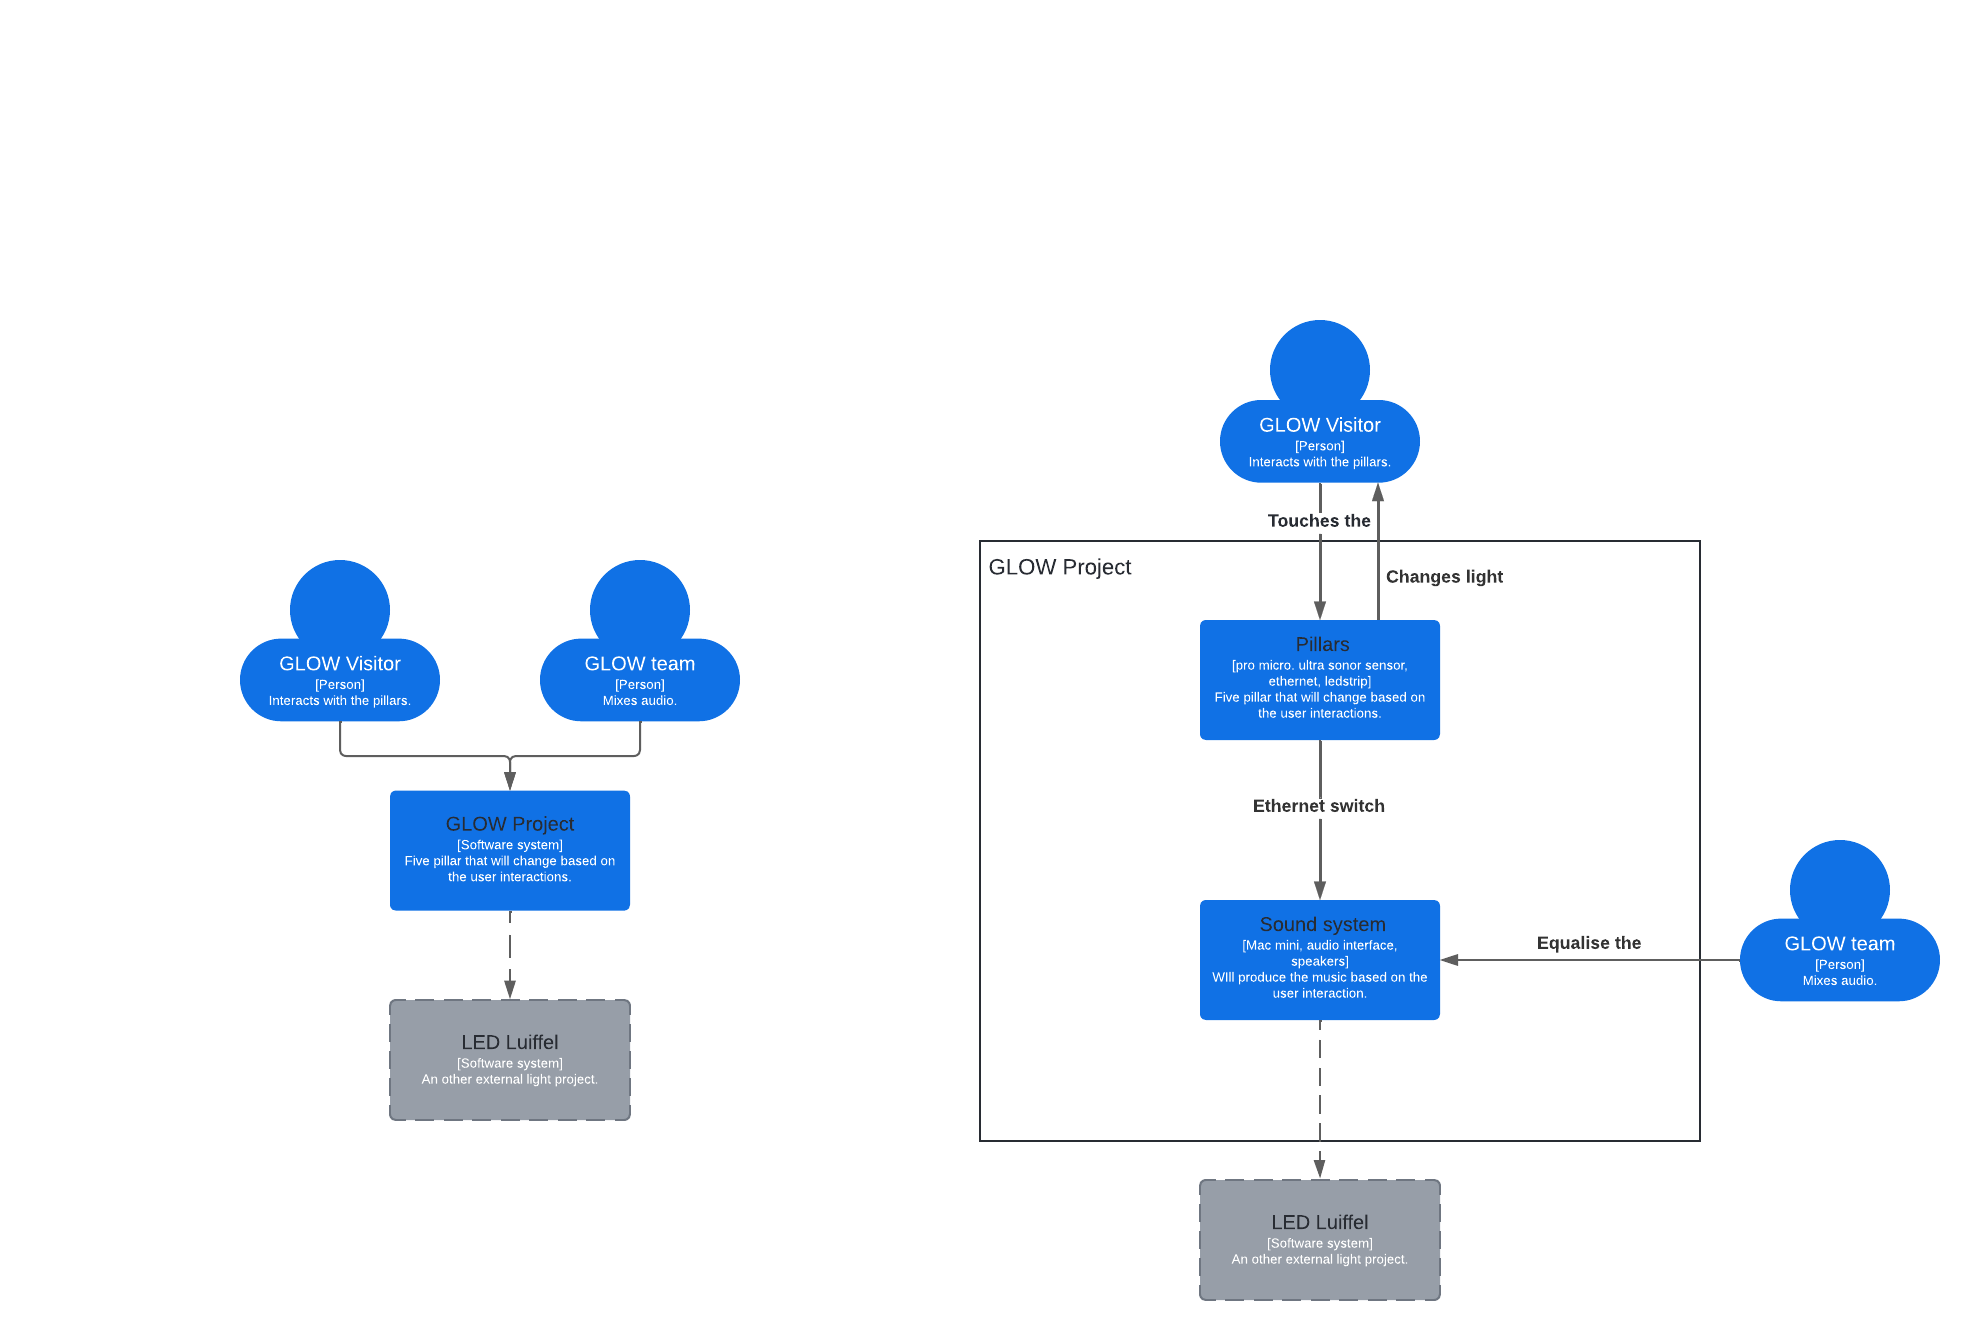 GLOW Visitor
[Person]
Interacts with the pillars.
GLOW team
[Person]
Mixes audio.
GLOW Project
[Software system]
Five pillar that will change based on
the user interactions.
LED Luiffel
[Software system]
An other external light project.
GLOW Visitor
[Person]
Interacts with the pillars.
Touches the
GLOW Project
Changes light
Pillars
[pro micro. ultra sonor sensor,
ethernet, ledstrip]
Five pillar that will change based on
the user interactions.
Ethernet switch
Sound system
[Mac mini, audio interface,
speakers]
WIll produce the music based on the
user interaction.
Equalise the
GLOW team
[Person]
Mixes audio.
LED Luiffel
[Software system]
An other external light project.